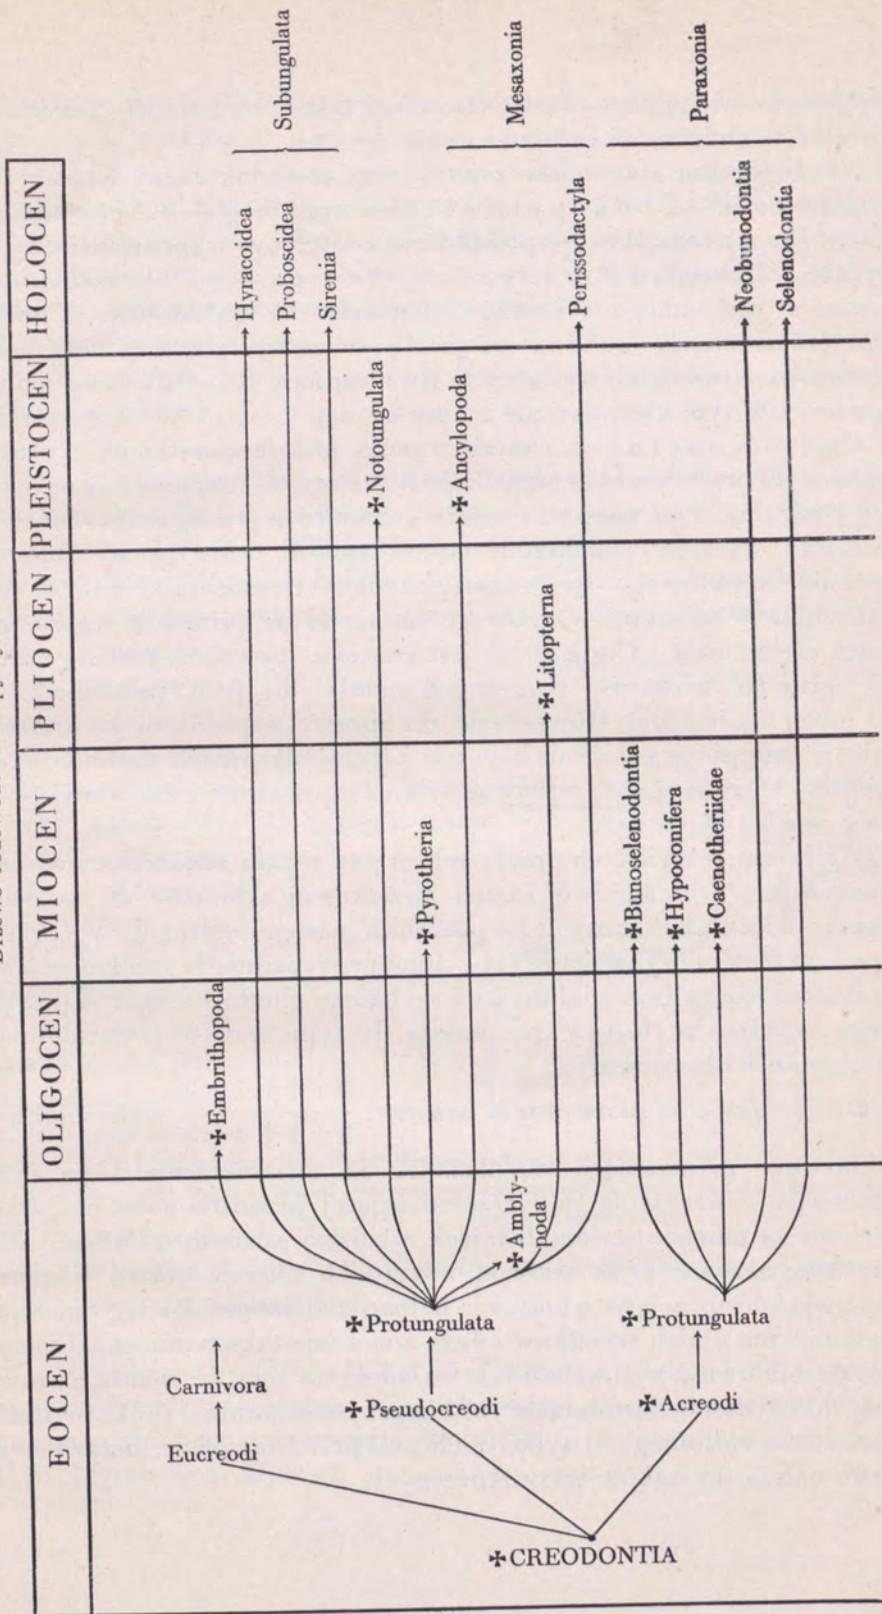 EOCEN
OLIGOCEN
MIOCEN
PLIOCEN
PLEISTOCEN
HOLOCEN
Eucreodi
Carnivora
✠Embrithopoda
Hyracoidea
Proboscidea
Sirenia
Subungulata
✠Pseudocreodi
✠Protungulata
✠Notoungulata
✠Pyrotheria
✠Ancylopoda
✠Ambly-
poda
✠Litopterna
Perissodactyla
Mesaxonia
✠CREODONTIA
✠Acreodi
✠Protungulata
✠Bunoselenodontia
✠Hypoconifera
✠Caenotheriidae
Neobunodontia
Selenodontia
Paraxonia